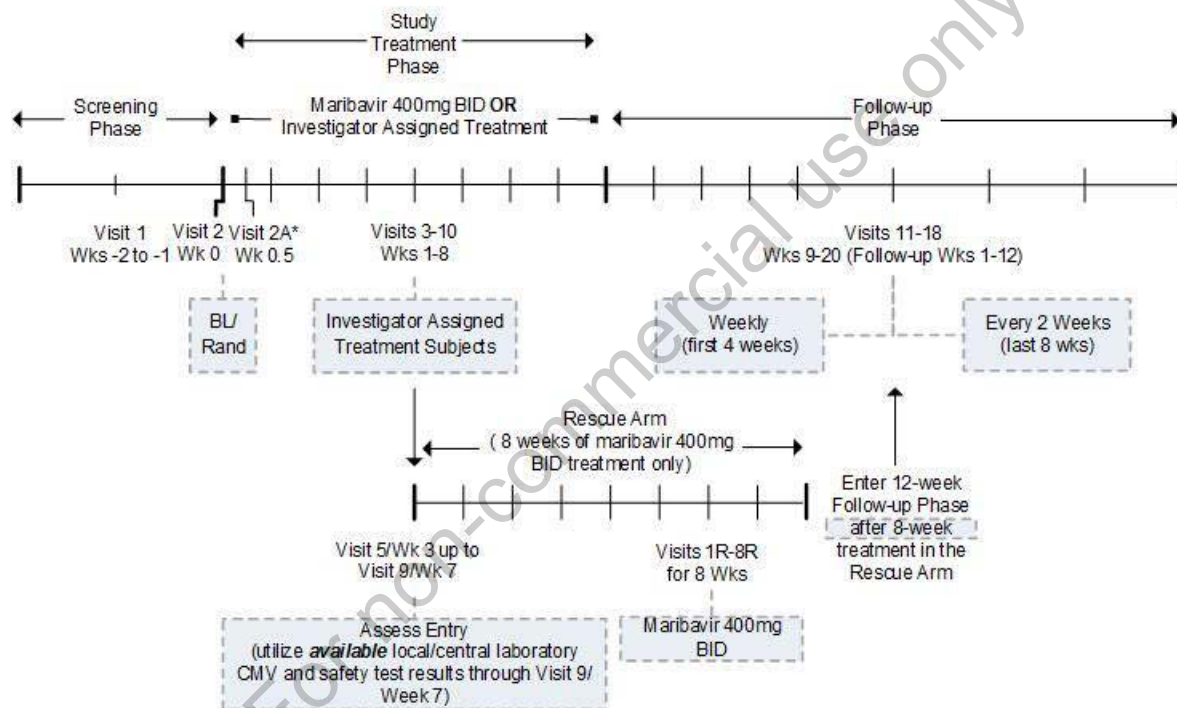 Study
Treatment
Phase
Screening
Phase
Maribavir 400mg BID OR
Investigator Assigned Treatment
Follow-up
Phase
Visit 1
Wks -2 to -1
Visit 2
Wk 0
Visit 2A*
Wk 0.5
Visits 3-10
Wks 1-8
Visits 11-18
Wks 9-20 (Follow-up Wks 1-12)
BL/
Rand
Investigator Assigned
Treatment Subjects
Weekly
(first 4 weeks)
Every 2 Weeks
(last 8 wks)
Rescue Arm
( 8 weeks of maribavir 400mg
BID treatment only)
Enter 12-week
Follow-up Phase
after 8-week
treatment in the
Rescue Arm
Visit 5/Wk 3 up to
Visit 9/Wk 7
Visits 1R-8R
for 8 Wks
Assess Entry
(utilize available local/central laboratory
CMV and safety test results through Visit 9/
Week 7)
Maribavir 400mg
BID
For non-commercial use only